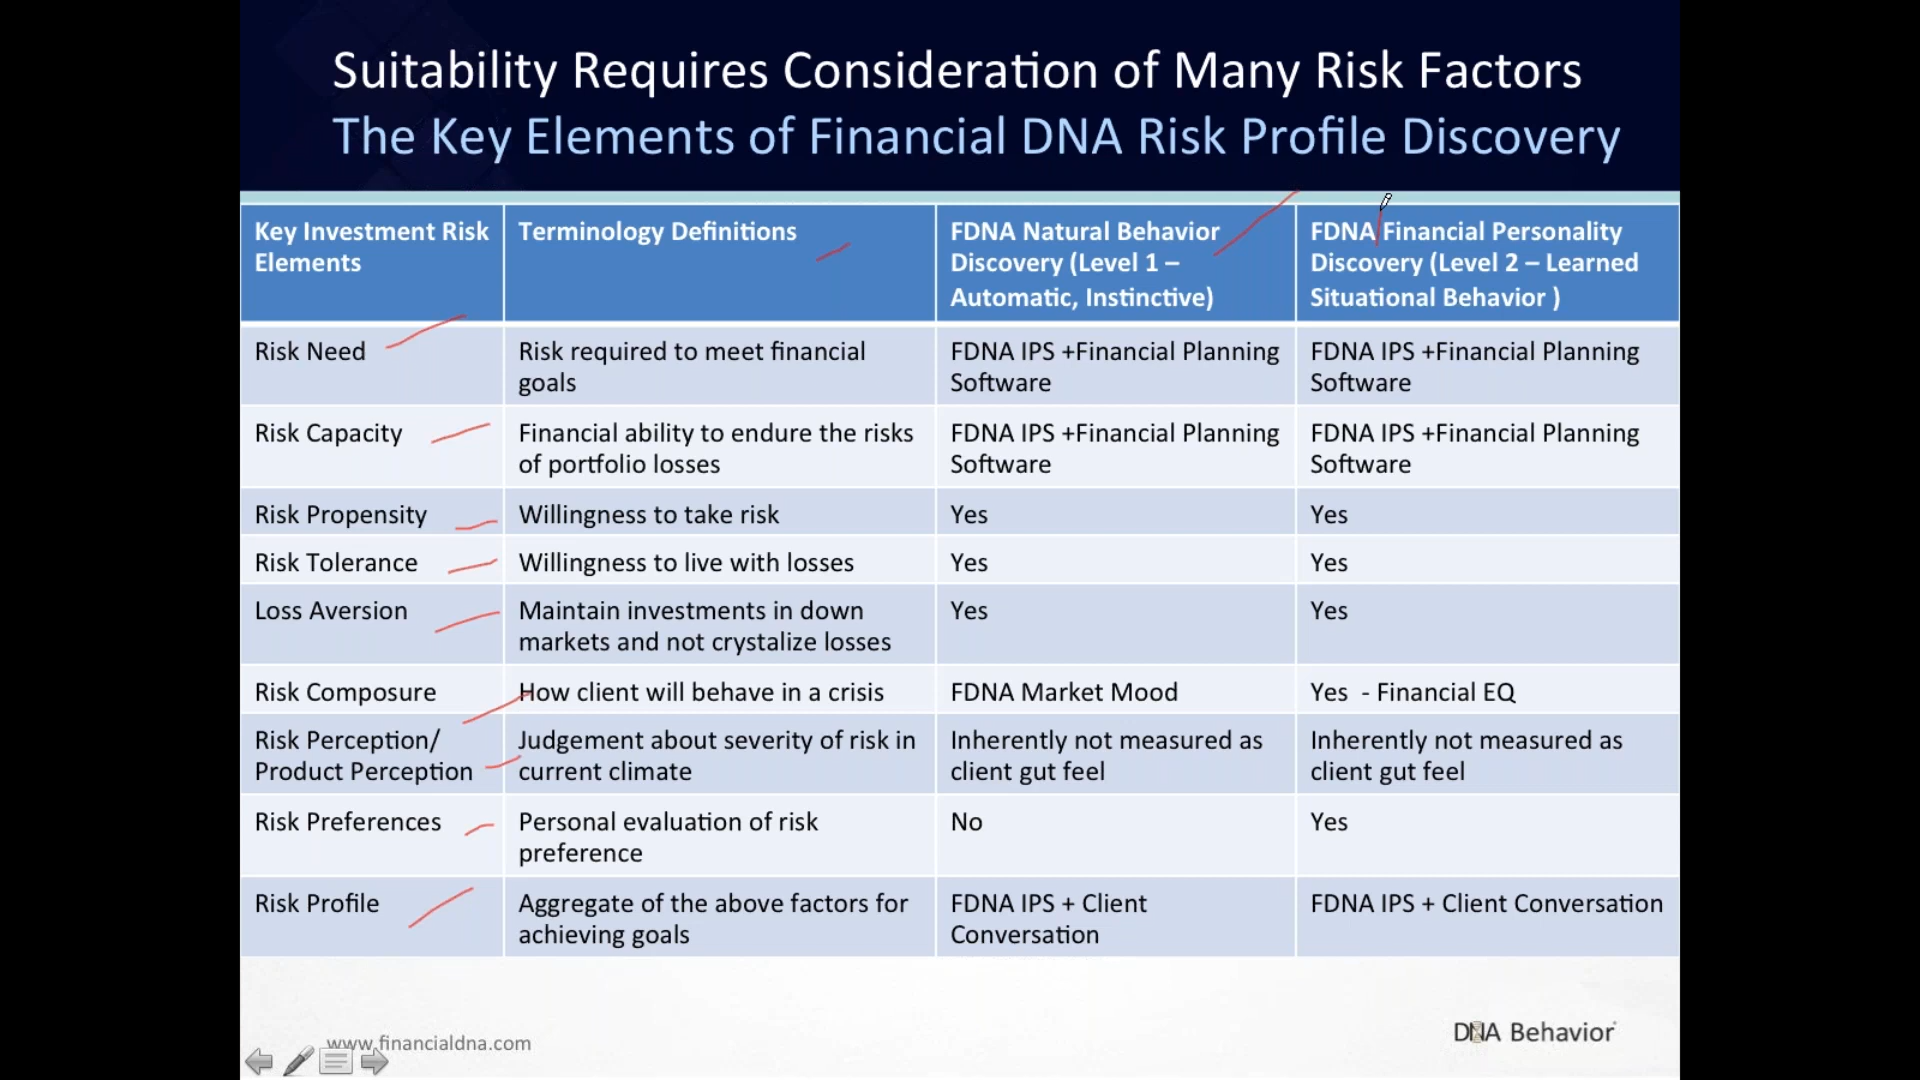 Suitability Requires Consideration of Many Risk Factors
The Key Elements of Financial DNA Risk Profile Discovery
Key Investment Risk
Elements
Terminology Definitions
FDNA Natural Behavior
Discovery (Level 1 –
Automatic, Instinctive)
FDNA Financial Personality
Discovery (Level 2 – Learned
Situational Behavior )
Risk Need
Risk required to meet financial
goals
FDNA IPS +Financial Planning
Software
FDNA IPS +Financial Planning
Software
Risk Capacity
Financial ability to endure the risks
of portfolio losses
FDNA IPS +Financial Planning
Software
FDNA IPS +Financial Planning
Software
Risk Propensity
Willingness to take risk
Yes
Yes
Risk Tolerance
Willingness to live with losses
Yes
Yes
Loss Aversion
Maintain investments in down
markets and not crystalize losses
Yes
Yes
Risk Composure
How client will behave in a crisis
FDNA Market Mood
Yes - Financial EQ
Risk Perception/
Product Perception
Judgement about severity of risk in
current climate
Inherently not measured as
client gut feel
Inherently not measured as
client gut feel
Risk Preferences
Personal evaluation of risk
preference
No
Yes
Risk Profile
Aggregate of the above factors for
achieving goals
FDNA IPS + Client
Conversation
FDNA IPS + Client Conversation
www.financialdna.com
DNA Behavior